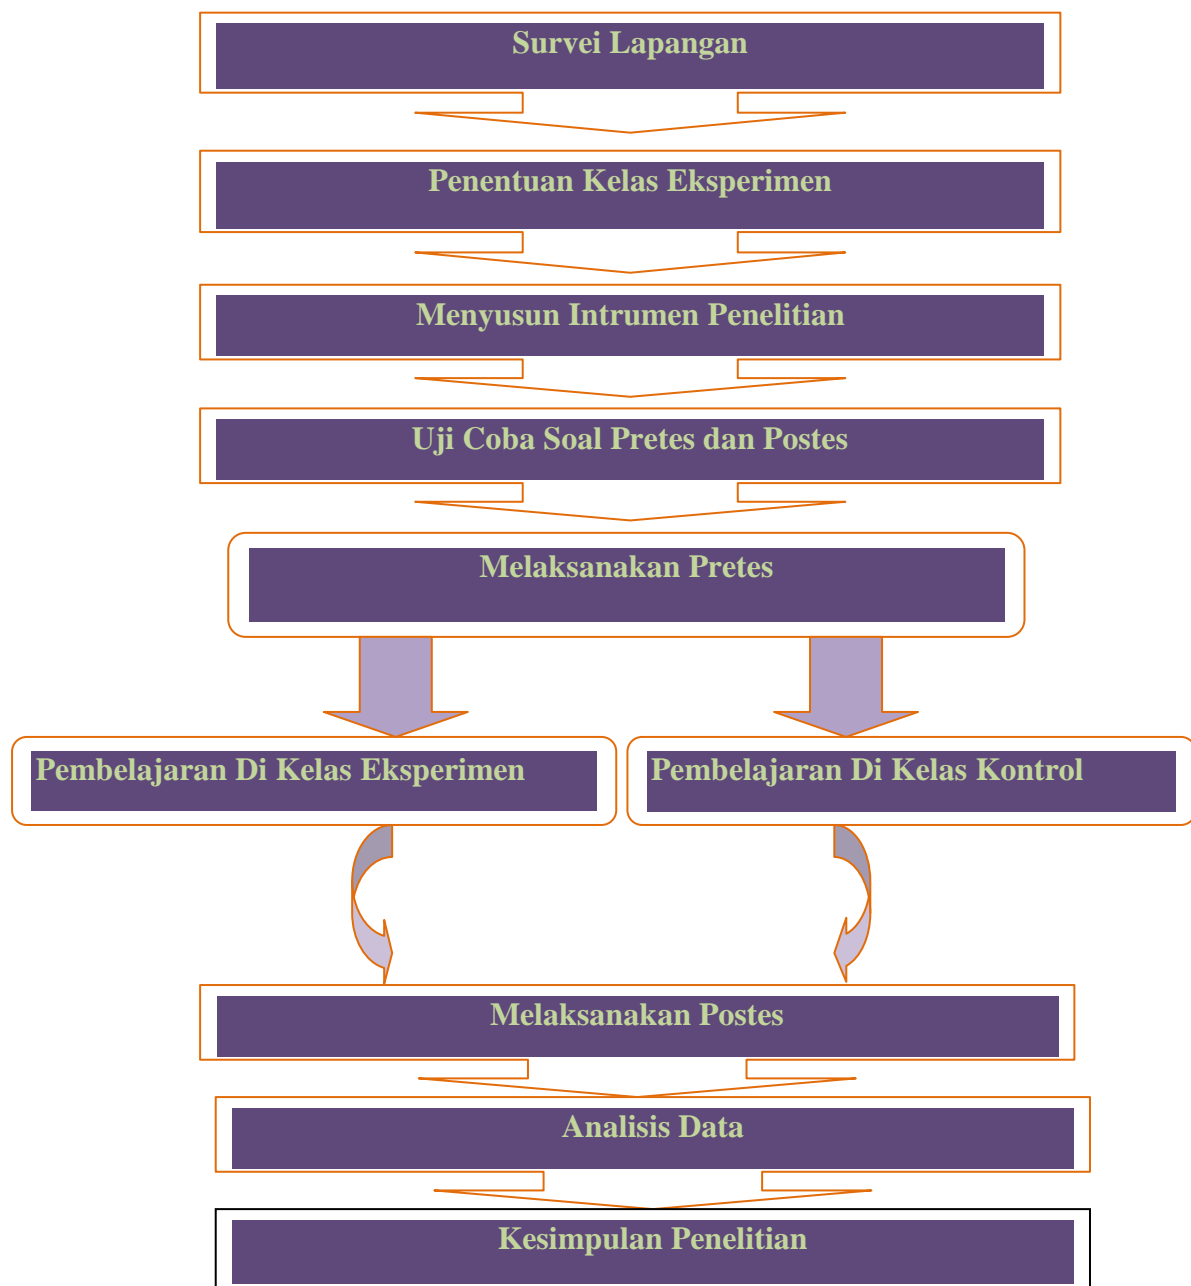 Survei Lapangan
Penentuan Kelas Eksperimen
Menyusun Intrumen Penelitian
Uji Coba Soal Pretes dan Postes
Melaksanakan Pretes
Pembelajaran Di Kelas Eksperimen
Pembelajaran Di Kelas Kontrol
Melaksanakan Postes
Analisis Data
Kesimpulan Penelitian